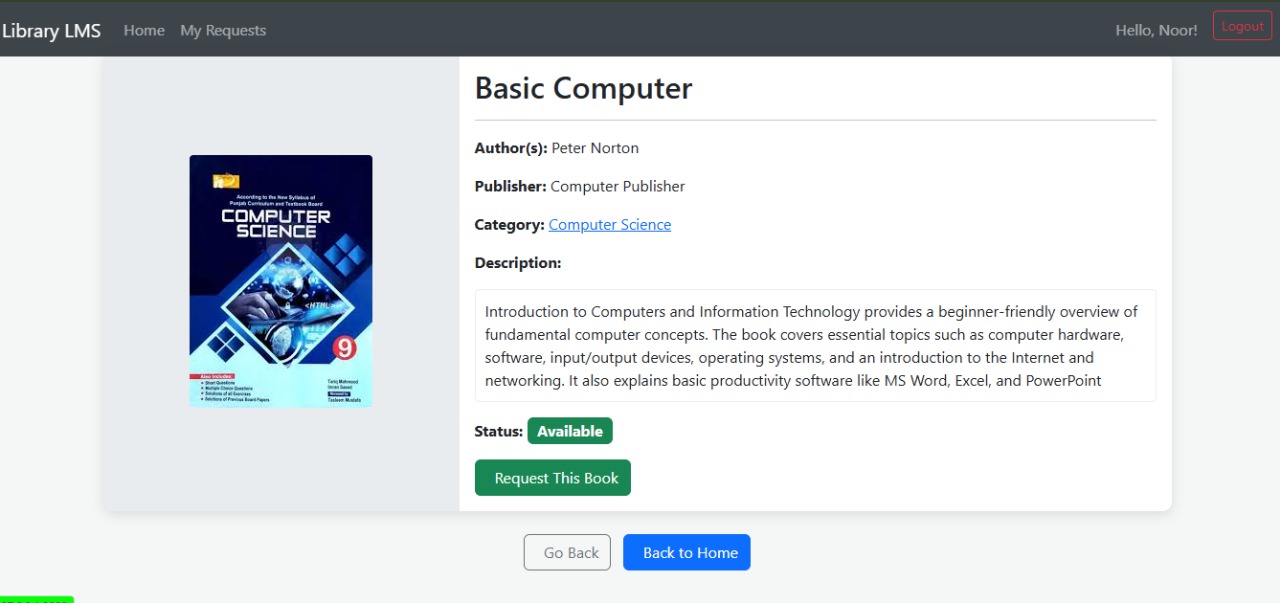 Library LMS
Home
My Requests
Hello, Noor!
Logout
According to the New Syllabus of
Punjab Curriculum and Textbook Board
COMPUTER
SCIENCE
<HTML>
9
Also Includes:
Short Questions
Multiple Choice Questions
Solutions of all Exercises
Solutions of Previous Board Papers
Tariq Mahmood
Imran Saeed
Tasleem Mustafa
Basic Computer
Author(s): Peter Norton
Publisher: Computer Publisher
Category: Computer Science
Description:
Introduction to Computers and Information Technology provides a beginner-friendly overview of
fundamental computer concepts. The book covers essential topics such as computer hardware,
software, input/output devices, operating systems, and an introduction to the Internet and
networking. It also explains basic productivity software like MS Word, Excel, and PowerPoint
Status: Available
Request This Book
Go Back
Back to Home